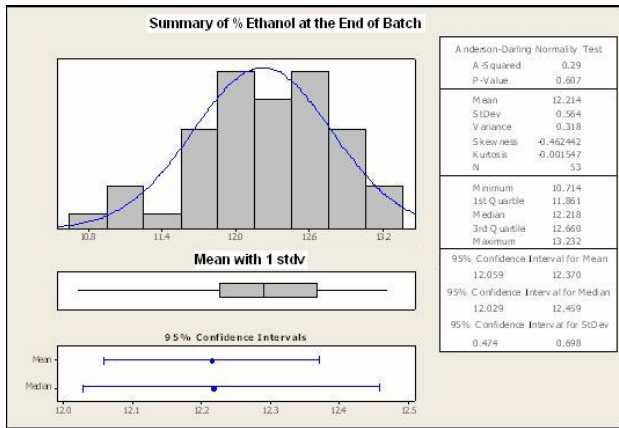 Summary of % Ethanol at the End of Batch
10.8 11.4 12.0 12.6 13.2
Mean with 1 stdv
95% Confidence Intervals
Mean
Median
12.0 12.1 12.2 12.3 12.4 12.5
Anderson-Darling Normality Test
A-Squared 0.29
P-Value 0.607
Mean 12.214
StDev 0.564
Variance 0.318
Skewness -0.462442
Kurtosis -0.001547
N 53
Minimum 10.714
1st Quartile 11.861
Median 12.218
3rd Quartile 12.660
Maximum 13.232
95% Confidence Interval for Mean
12.059 12.370
95% Confidence Interval for Median
12.029 12.459
95% Confidence Interval for StDev
0.474 0.698